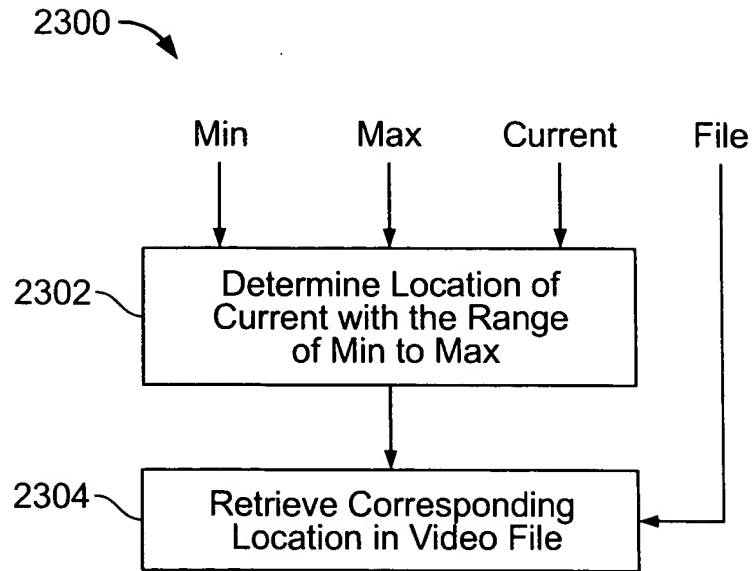 2300
Min Max Current File
2302
Determine Location of
Current with the Range
of Min to Max
2304
Retrieve Corresponding
Location in Video File